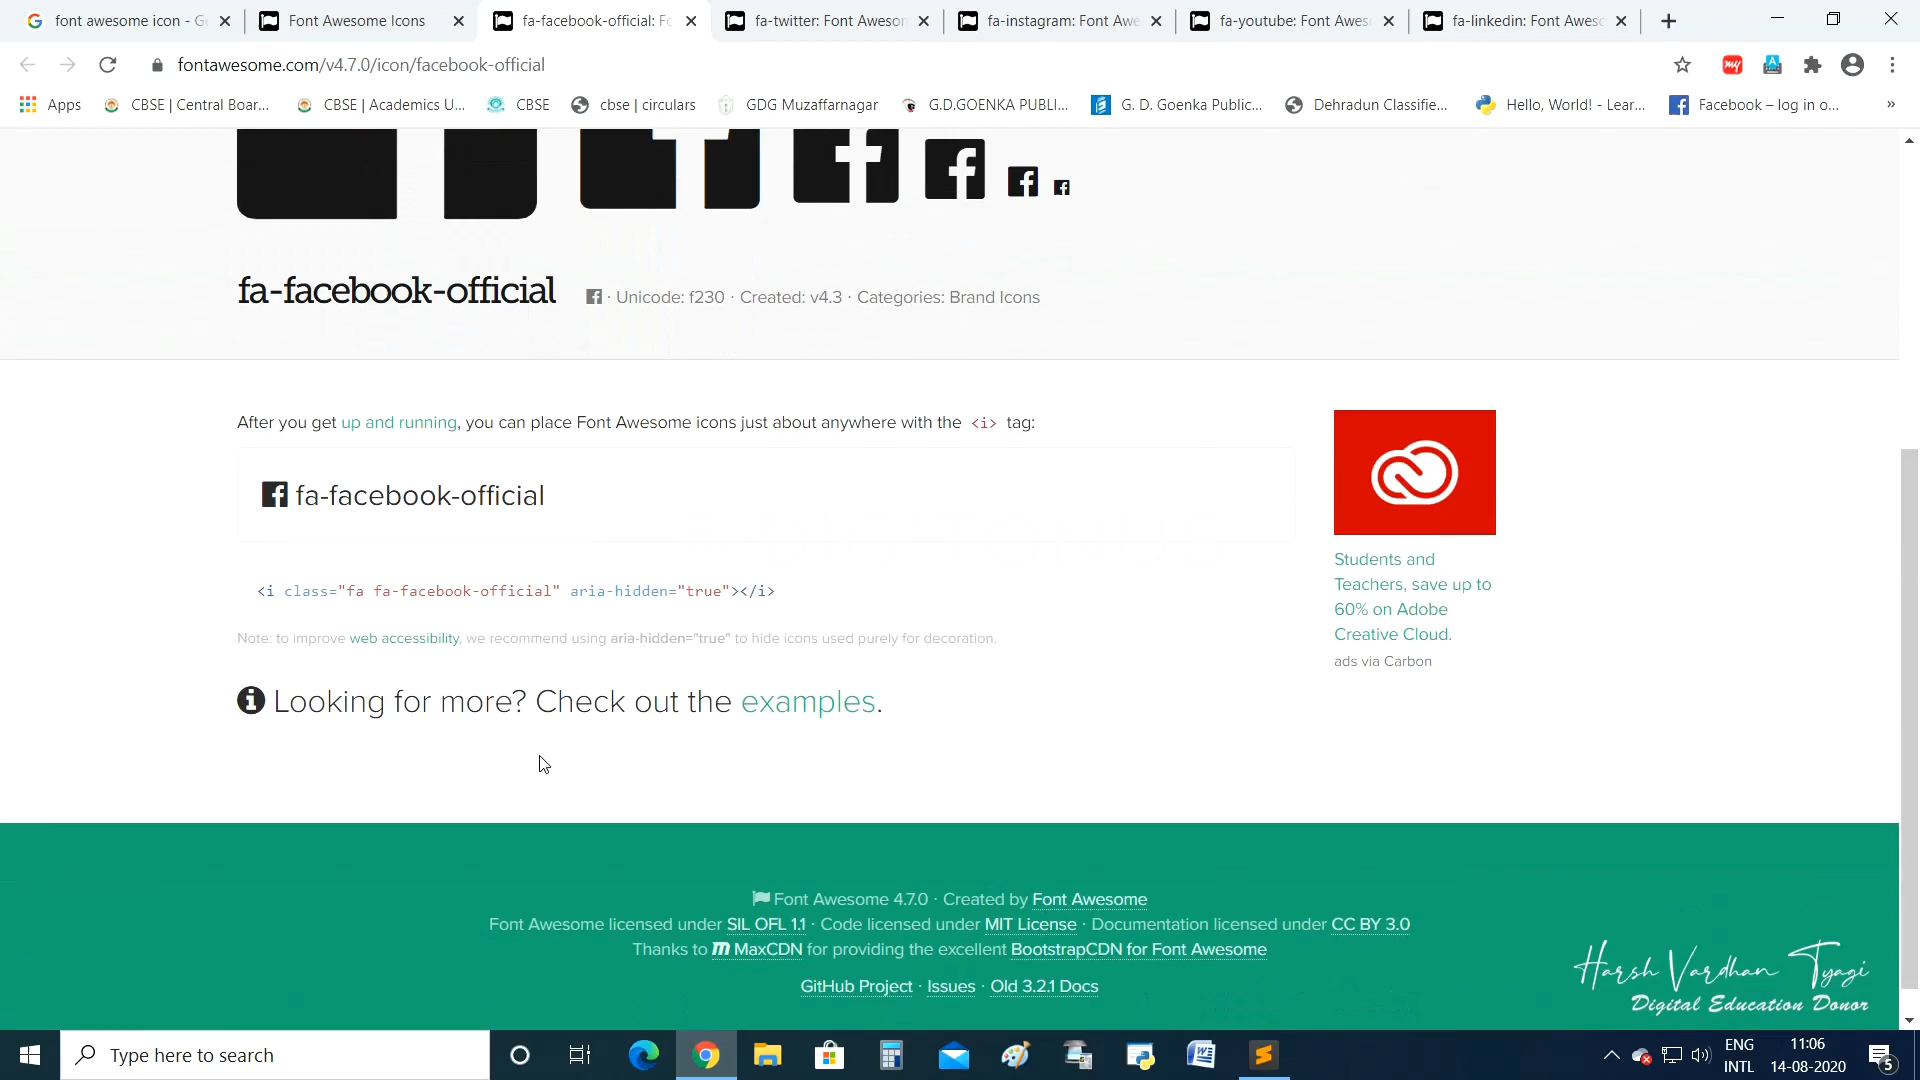 font awesome icon - G
Font Awesome Icons
fa-facebook-official: Fo
fa-twitter: Font Aweson
fa-instagram: Font Awe
fa-youtube: Font Awes
fa-linkedin: Font Awesc
fontawesome.com/v4.7.0/icon/facebook-official
Apps
CBSE | Central Boar...
CBSE | Academics U...
CBSE
cbse | circulars
GDG Muzaffarnagar
G.D.GOENKA PUBLI...
G. D. Goenka Public...
Dehradun Classifie...
Hello, World! - Lear...
Facebook – log in o...
»
fa-facebook-official
· Unicode: f230 · Created: v4.3 · Categories: Brand Icons
After you get up and running, you can place Font Awesome icons just about anywhere with the <i> tag:
fa-facebook-official
<i class="fa fa-facebook-official" aria-hidden="true"></i>
Note: to improve web accessibility, we recommend using aria-hidden="true" to hide icons used purely for decoration.
Looking for more? Check out the examples.
Students and
Teachers, save up to
60% on Adobe
Creative Cloud.
ads via Carbon
Font Awesome 4.7.0 · Created by Font Awesome
Font Awesome licensed under SIL OFL 1.1 · Code licensed under MIT License · Documentation licensed under CC BY 3.0
Thanks to MaxCDN for providing the excellent BootstrapCDN for Font Awesome
GitHub Project · Issues · Old 3.2.1 Docs
Harsh Vardhan Tyagi
Digital Education Donor
Type here to search
ENG
INTL
11:06
14-08-2020
5